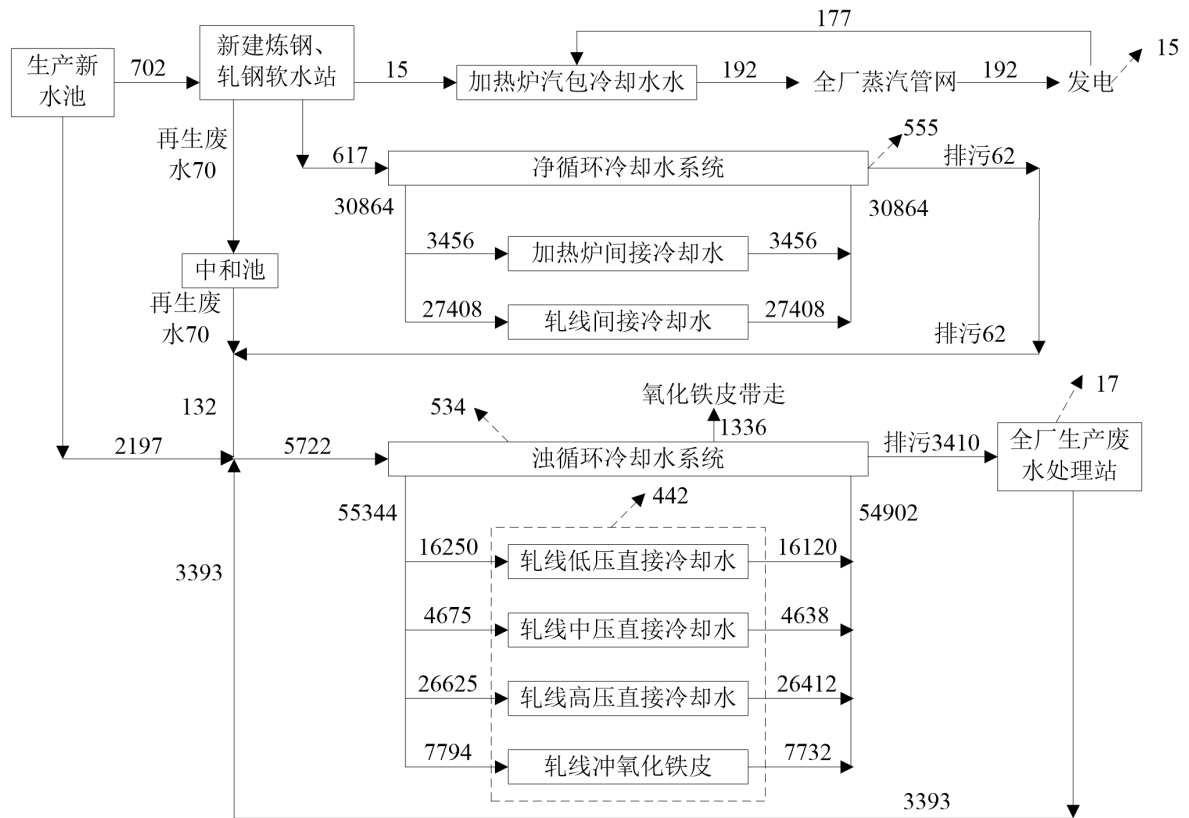 177
生产新
水池
702
新建炼钢、
轧钢软水站
15
加热炉汽包冷却水水
192
全厂蒸汽管网
192
发电
15
再生废
水70
617
净循环冷却水系统
555
排污62
30864
30864
3456
加热炉间接冷却水
3456
中和池
再生废
水70
27408
轧线间接冷却水
27408
排污62
132
534
氧化铁皮带走
1336
17
2197
5722
浊循环冷却水系统
排污3410
全厂生产废
水处理站
55344
442
54902
16250
轧线低压直接冷却水
16120
3393
4675
轧线中压直接冷却水
4638
26625
轧线高压直接冷却水
26412
7794
轧线冲氧化铁皮
7732
3393